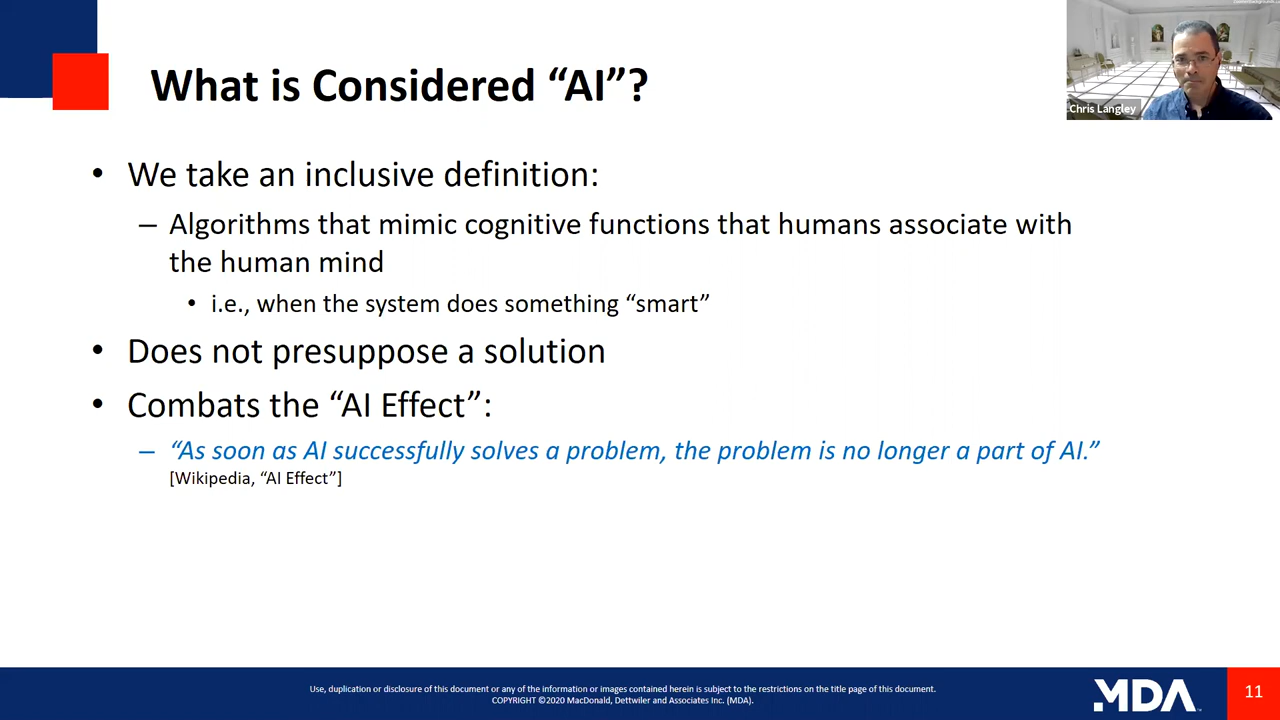 What is Considered “AI”?
Chris Langley
• We take an inclusive definition:
– Algorithms that mimic cognitive functions that humans associate with
the human mind
• i.e., when the system does something “smart”
• Does not presuppose a solution
• Combats the “AI Effect”:
– “As soon as AI successfully solves a problem, the problem is no longer a part of AI.”
[Wikipedia, “AI Effect”]
Use, duplication or disclosure of this document or any of the information or images contained herein is subject to the restrictions on the title page of this document.
COPYRIGHT ©2020 MacDonald, Dettwiler and Associates Inc. (MDA).
MDA
11